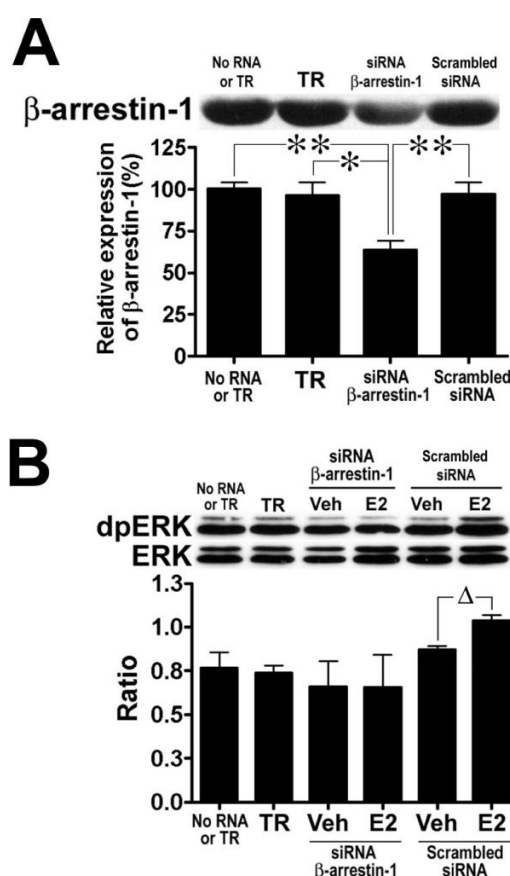 A
No RNA or TR
TR
siRNA β-arrestin-1
Scrambled siRNA
β-arrestin-1
** * **
Relative expression of β-arrestin-1(%)
125
100
75
50
25
0
No RNA or TR
TR
siRNA β-arrestin-1
Scrambled siRNA
B
siRNA β-arrestin-1
Scrambled siRNA
No RNA or TR
TR
Veh
E2
Veh
E2
dpERK
ERK
Δ
Ratio
1.3
1.0
0.8
0.5
0.3
0.0
No RNA or TR
TR
Veh
E2
Veh
E2
siRNA β-arrestin-1
Scrambled siRNA